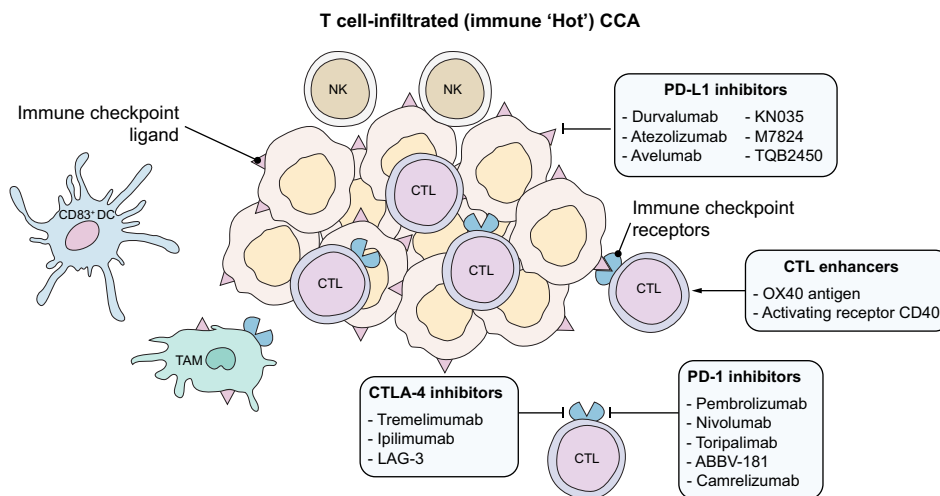 T cell-infiltrated (immune ‘Hot’) CCA
NK
NK
Immune checkpoint
ligand
PD-L1 inhibitors
- Durvalumab
- Atezolizumab
- Avelumab
- KN035
- M7824
- TQB2450
CD83⁺ DC
CTL
Immune checkpoint
receptors
CTL
CTL
CTL
CTL enhancers
- OX40 antigen
- Activating receptor CD40
TAM
CTLA-4 inhibitors
- Tremelimumab
- Ipilimumab
- LAG-3
CTL
PD-1 inhibitors
- Pembrolizumab
- Nivolumab
- Toripalimab
- ABBV-181
- Camrelizumab